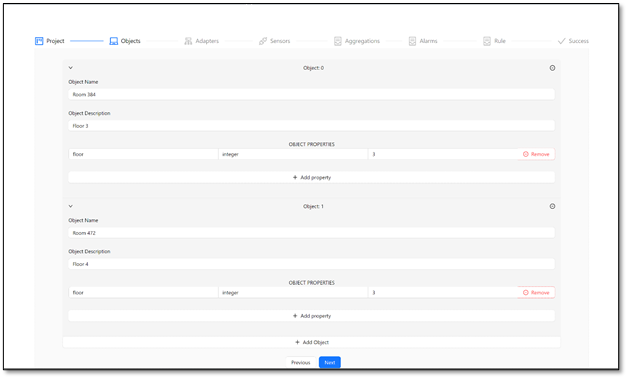 Project Objects Adapters Sensors Aggregations Alarms Rule Success
Object: 0
Object Name
Room 384
Object Description
Floor 3
OBJECT PROPERTIES
floor integer 3 Remove
+ Add property
Object: 1
Object Name
Room 472
Object Description
Floor 4
OBJECT PROPERTIES
floor integer 3 Remove
+ Add property
+ Add Object
Previous Next